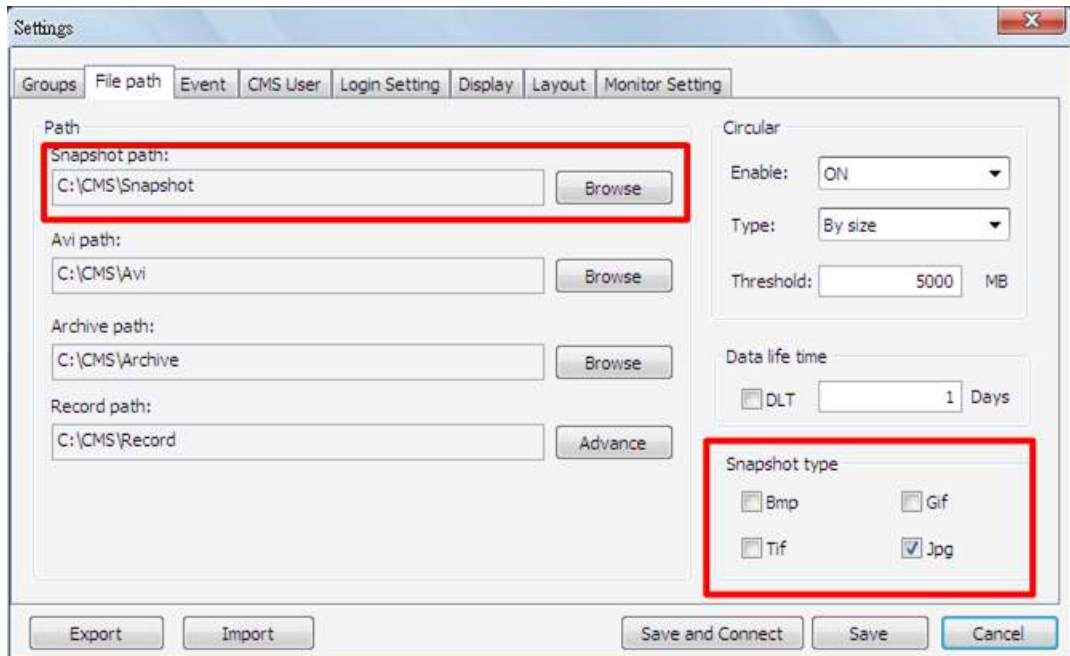 Settings
Groups File path Event CMS User Login Setting Display Layout Monitor Setting
Path
Snapshot path:
C:\CMS\Snapshot Browse
Avi path:
C:\CMS\Avi Browse
Archive path:
C:\CMS\Archive Browse
Record path:
C:\CMS\Record Advance
Circular
Enable: ON
Type: By size
Threshold: 5000 MB
Data life time
DLT 1 Days
Snapshot type
Bmp Gif
Tif Jpg
Export Import Save and Connect Save Cancel